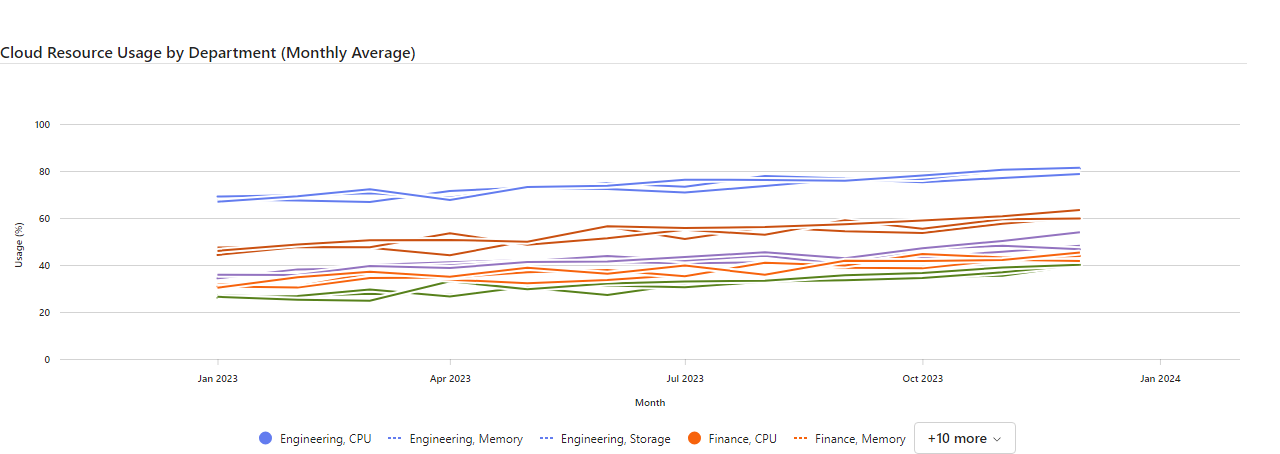 Cloud Resource Usage by Department (Monthly Average)
100
80
60
40
20
0
Usage (%)
Jan 2023 Apr 2023 Jul 2023 Oct 2023 Jan 2024
Month
Engineering, CPU Engineering, Memory Engineering, Storage Finance, CPU Finance, Memory +10 more